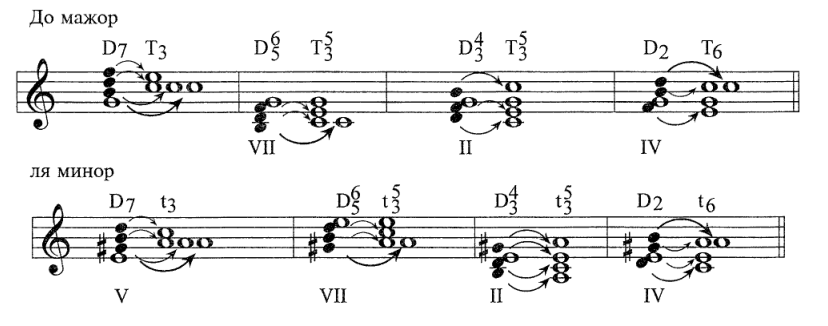 До мажор
D7 T3 D6/5 T5/3 D4/3 T5/3 D2 T6
VII II IV
ля минор
D7 t3 D6/5 t5/3 D4/3 t5/3 D2 t6
V VII II IV